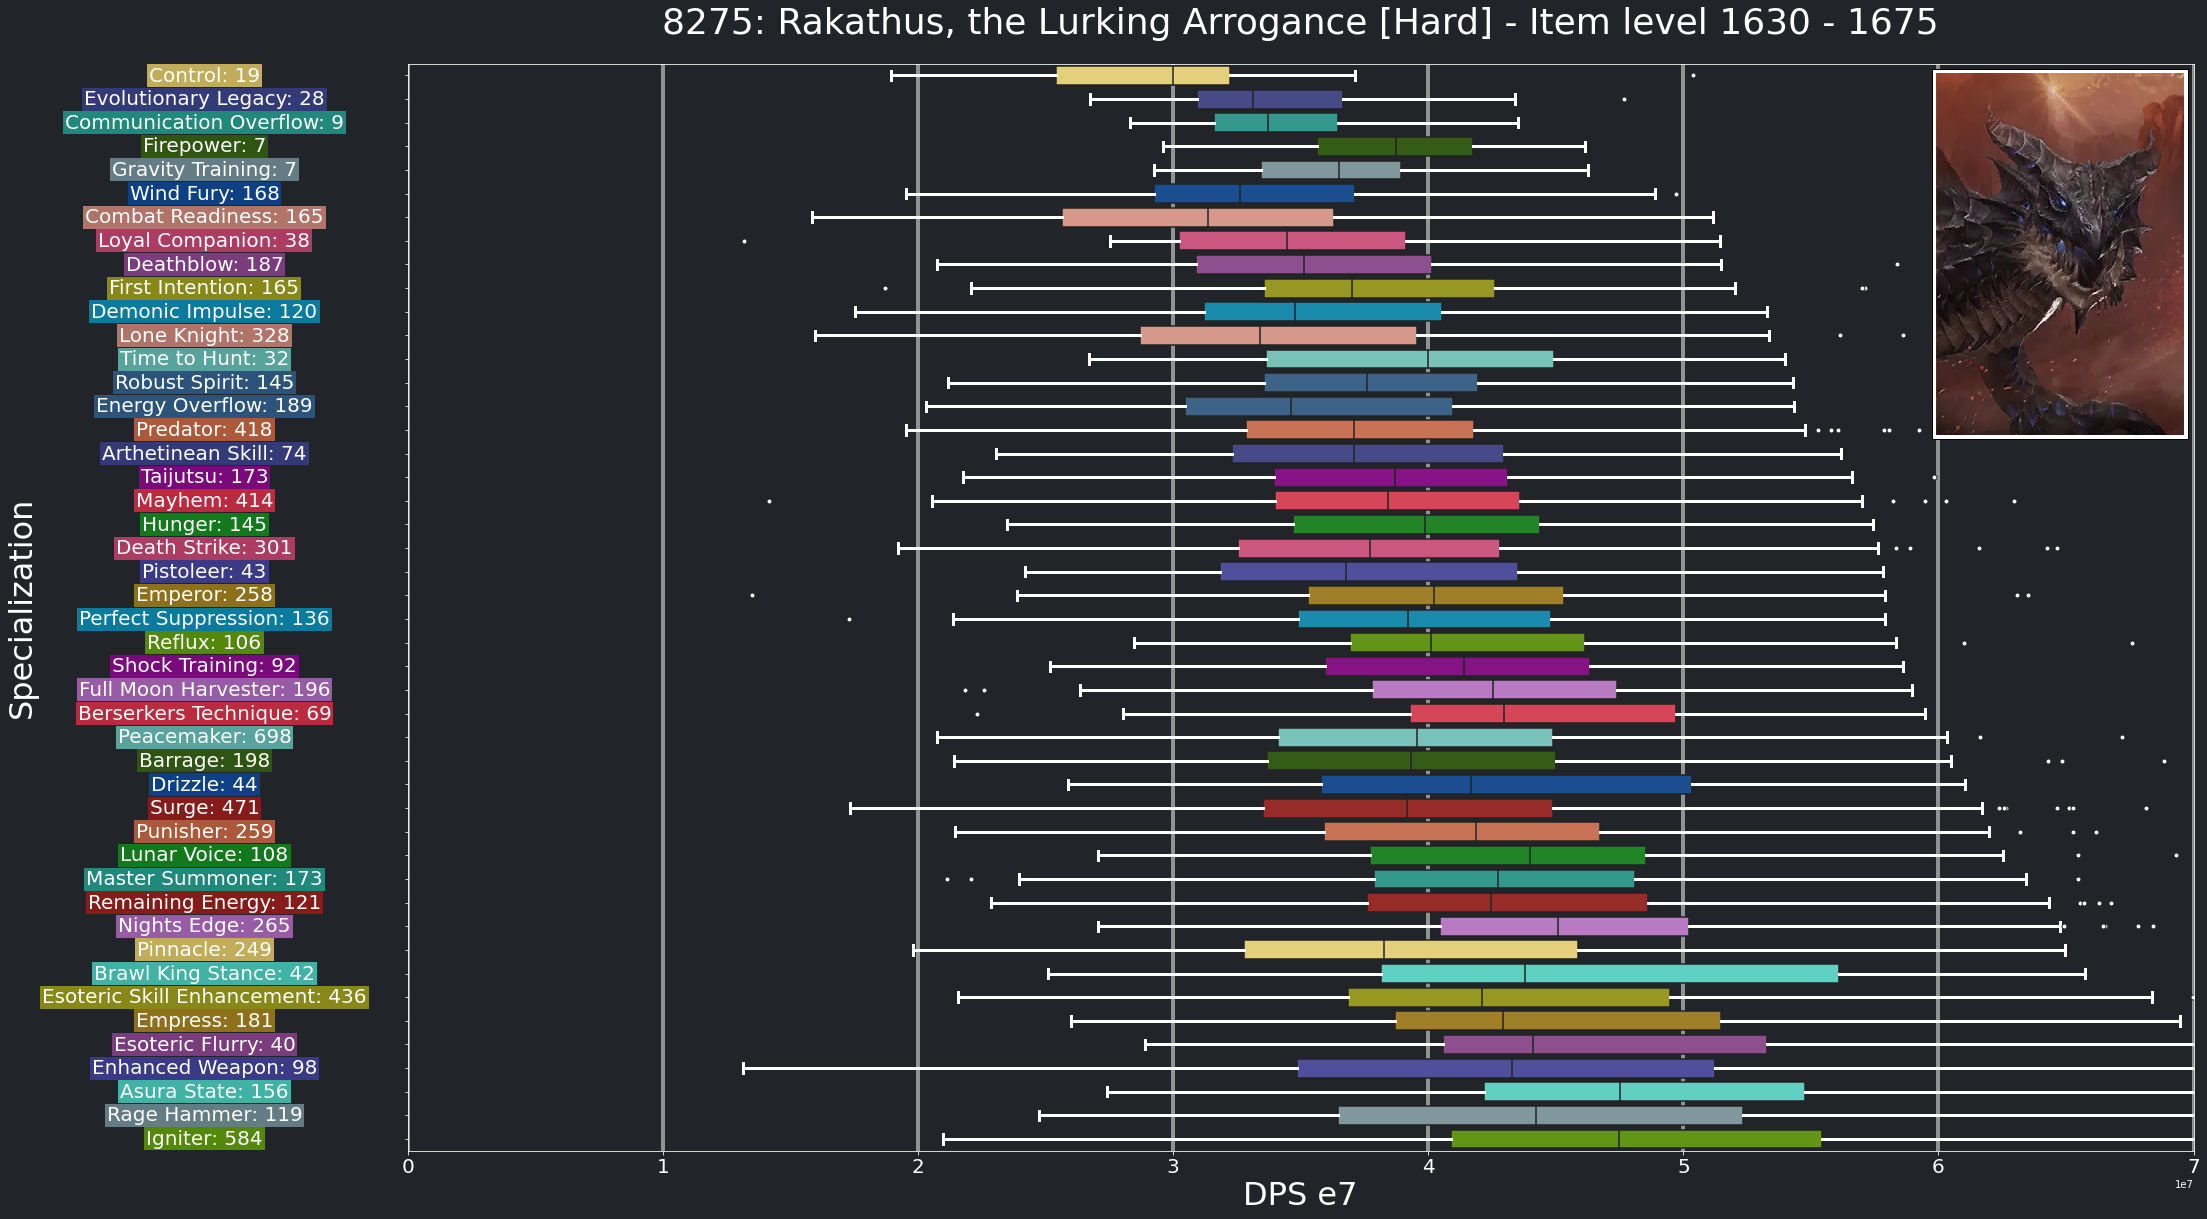 8275: Rakathus, the Lurking Arrogance [Hard] - Item level 1630 - 1675
Specialization
Control: 19
Evolutionary Legacy: 28
Communication Overflow: 9
Firepower: 7
Gravity Training: 7
Wind Fury: 168
Combat Readiness: 165
Loyal Companion: 38
Deathblow: 187
First Intention: 165
Demonic Impulse: 120
Lone Knight: 328
Time to Hunt: 32
Robust Spirit: 145
Energy Overflow: 189
Predator: 418
Arthetinean Skill: 74
Taijutsu: 173
Mayhem: 414
Hunger: 145
Death Strike: 301
Pistoleer: 43
Emperor: 258
Perfect Suppression: 136
Reflux: 106
Shock Training: 92
Full Moon Harvester: 196
Berserkers Technique: 69
Peacemaker: 698
Barrage: 198
Drizzle: 44
Surge: 471
Punisher: 259
Lunar Voice: 108
Master Summoner: 173
Remaining Energy: 121
Nights Edge: 265
Pinnacle: 249
Brawl King Stance: 42
Esoteric Skill Enhancement: 436
Empress: 181
Esoteric Flurry: 40
Enhanced Weapon: 98
Asura State: 156
Rage Hammer: 119
Igniter: 584
0 1 2 3 4 5 6 7
1e7
DPS e7